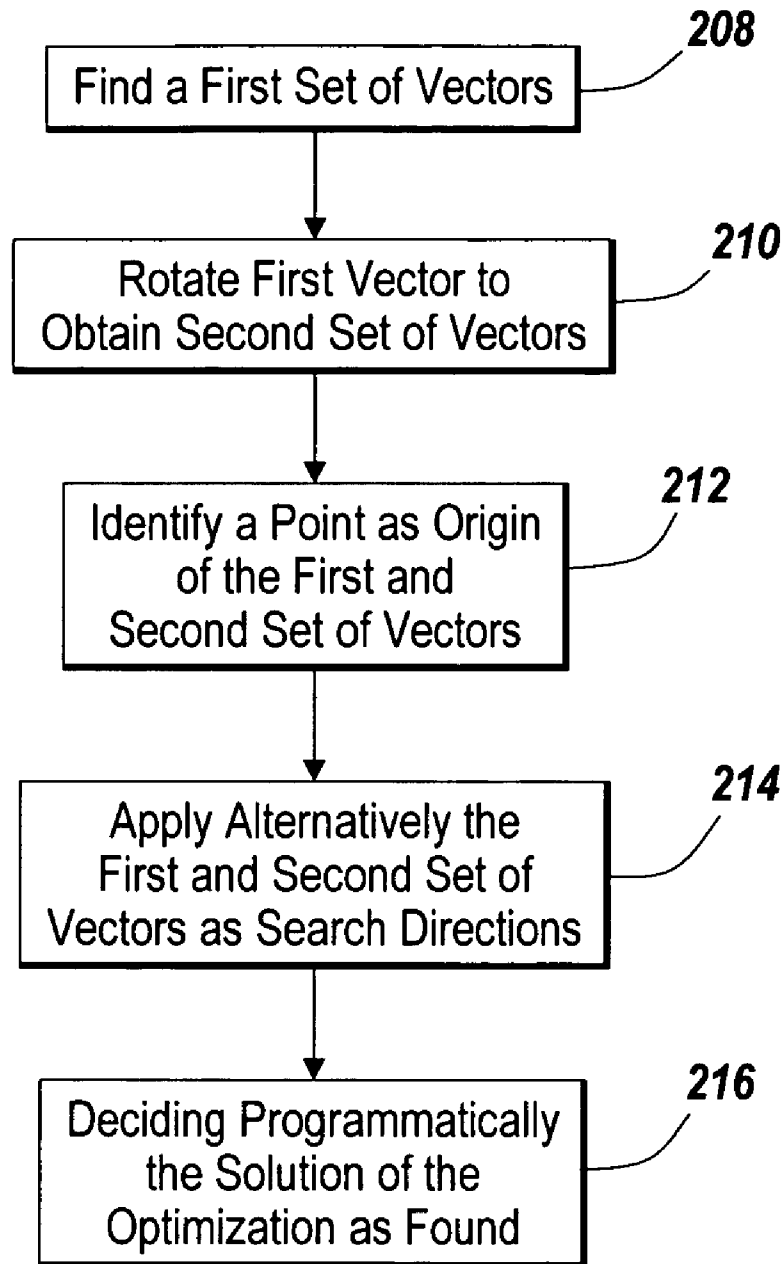 208
Find a First Set of Vectors
210
Rotate First Vector to
Obtain Second Set of Vectors
212
Identify a Point as Origin
of the First and
Second Set of Vectors
214
Apply Alternatively the
First and Second Set of
Vectors as Search Directions
216
Deciding Programmatically
the Solution of the
Optimization as Found